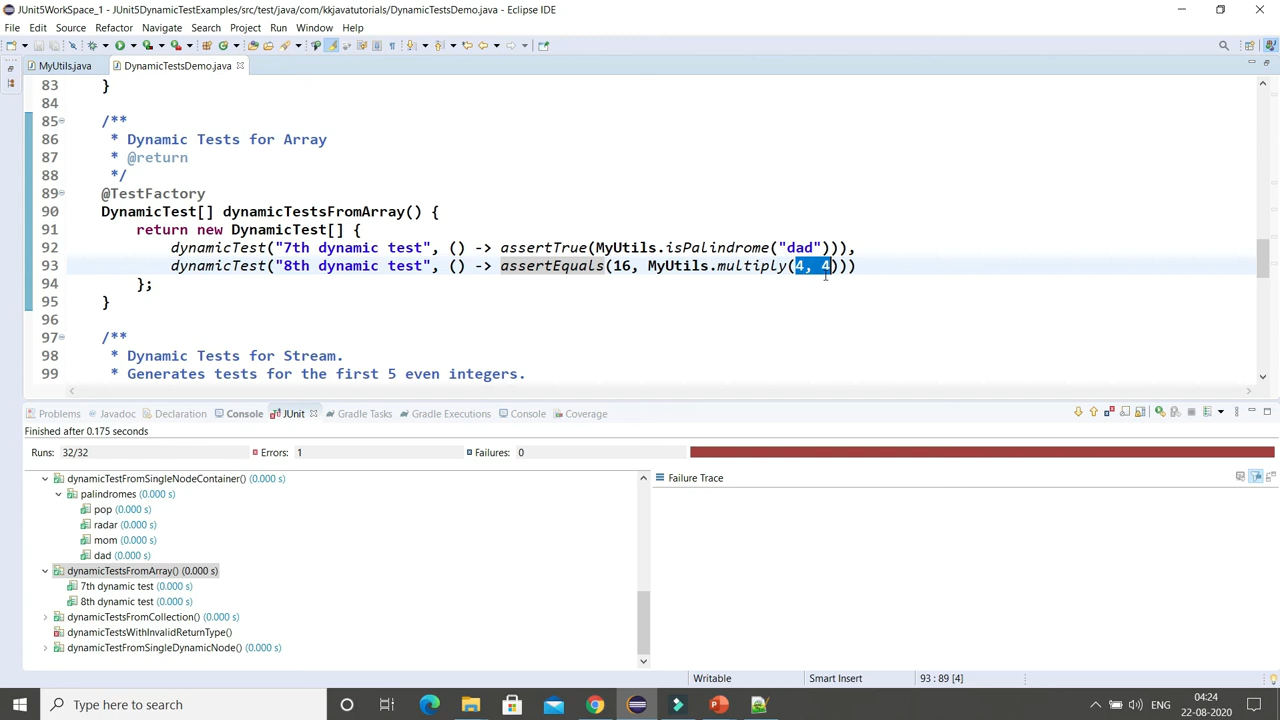 JUnit5WorkSpace_1 - JUnit5DynamicTestExamples/src/test/java/com/kkjavatutorials/DynamicTestsDemo.java - Eclipse IDE
File Edit Source Refactor Navigate Search Project Run Window Help
MyUtils.java DynamicTestsDemo.java
83 }
84
85 /**
86 * Dynamic Tests for Array
87 * @return
88 */
89 @TestFactory
90 DynamicTest[] dynamicTestsFromArray() {
91 return new DynamicTest[] {
92 dynamicTest("7th dynamic test", () -> assertTrue(MyUtils.isPalindrome("dad"))),
93 dynamicTest("8th dynamic test", () -> assertEquals(16, MyUtils.multiply(4, 4)))
94 };
95 }
96
97 /**
98 * Dynamic Tests for Stream.
99 * Generates tests for the first 5 even integers.
Problems Javadoc Declaration Console JUnit Gradle Tasks Gradle Executions Console Coverage
Finished after 0.175 seconds
Runs: 32/32 Errors: 1 Failures: 0
dynamicTestFromSingleNodeContainer() (0.000 s) Failure Trace
palindromes (0.000 s)
pop (0.000 s)
radar (0.000 s)
mom (0.000 s)
dad (0.000 s)
dynamicTestsFromArray() (0.000 s)
7th dynamic test (0.000 s)
8th dynamic test (0.000 s)
dynamicTestsFromCollection() (0.000 s)
dynamicTestsWithInvalidReturnType()
dynamicTestFromSingleDynamicNode() (0.000 s)
Writable Smart Insert 93 : 89 [4]
Type here to search ENG 04:24
22-08-2020